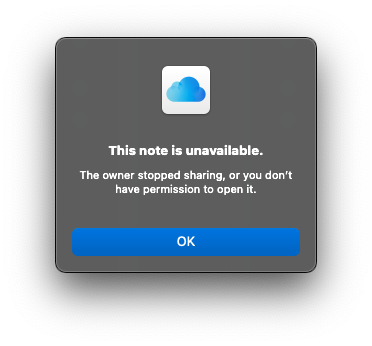 This note is unavailable.
The owner stopped sharing, or you don’t
have permission to open it.
OK